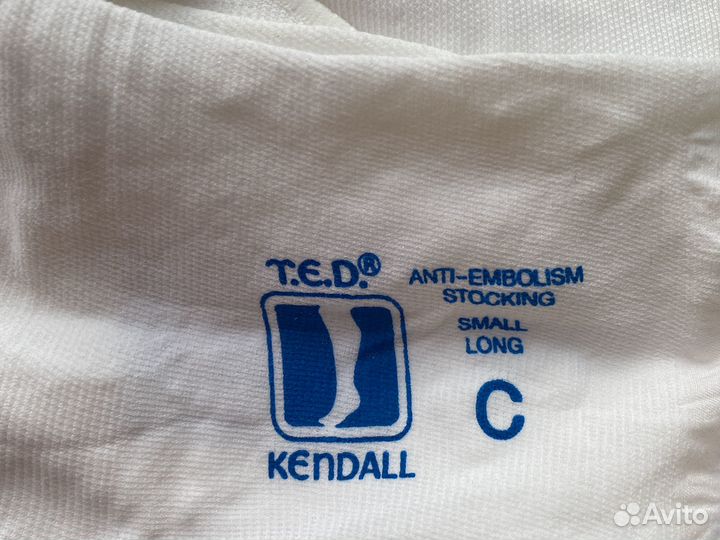 T.E.D.®
ANTI-EMBOLISM
STOCKING
SMALL
LONG
C
KENDALL
Avito